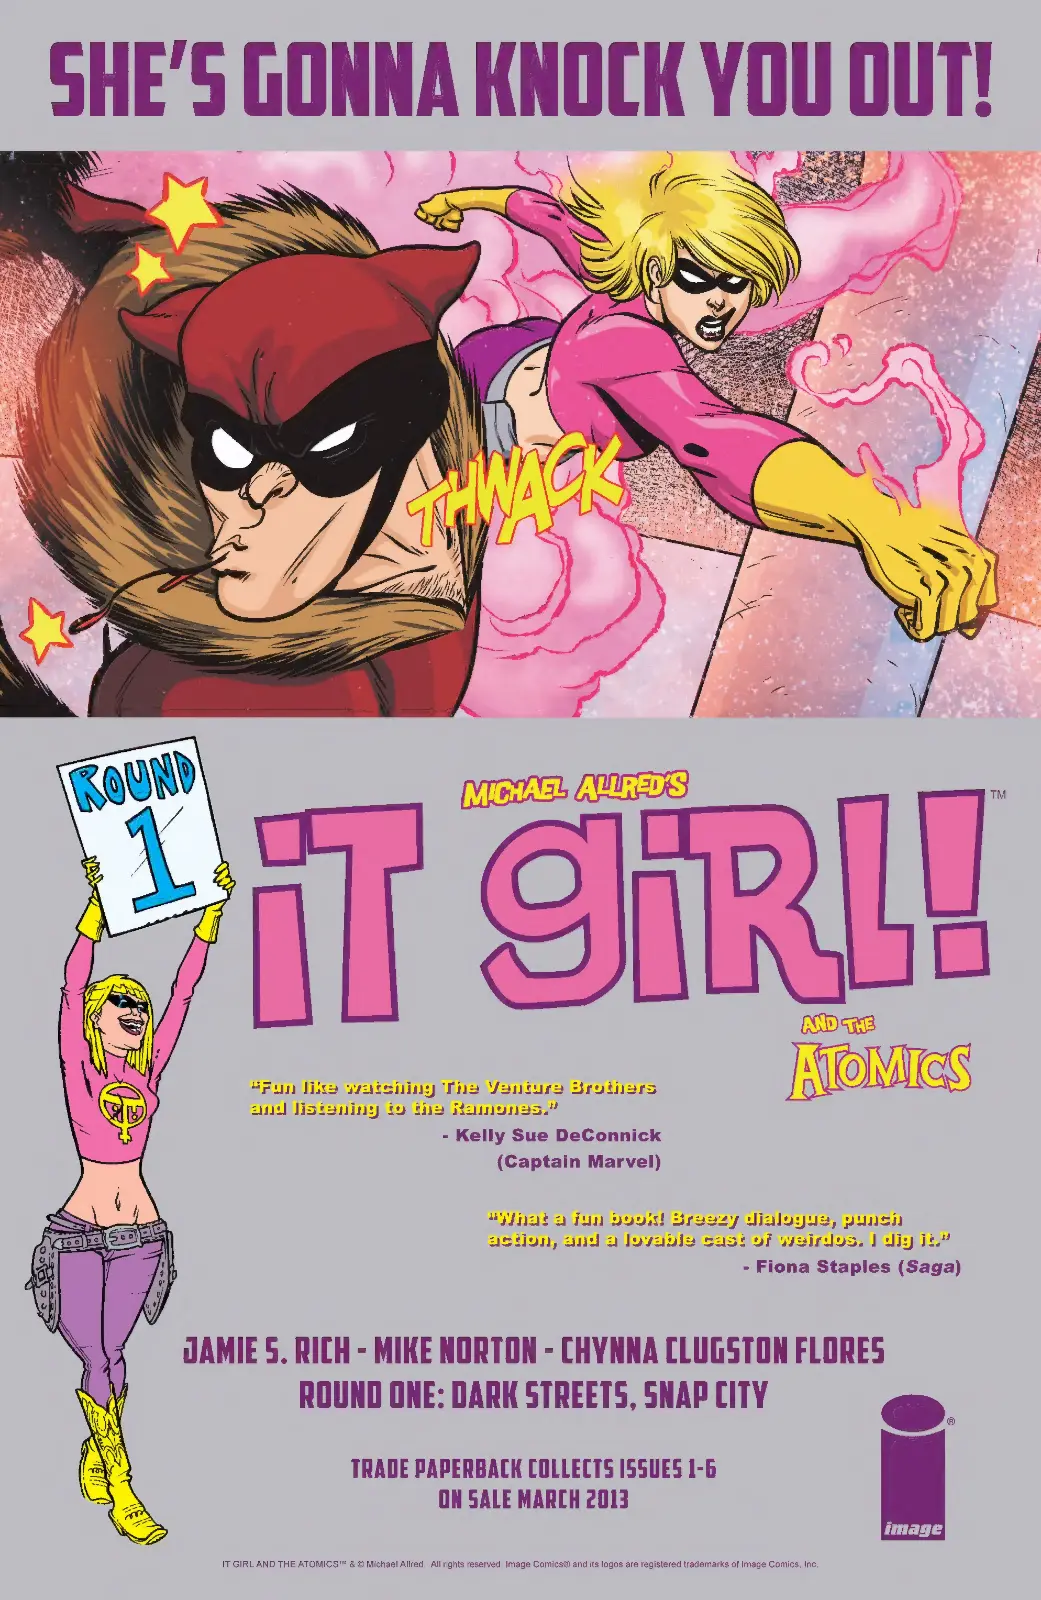 SHE'S GONNA KNOCK YOU OUT!
THWACK
ROUND
1
MICHAEL ALLRED'S
iT giRL!™
AND THE
ATOMICS
"Fun like watching The Venture Brothers
and listening to the Ramones."
- Kelly Sue DeConnick
(Captain Marvel)
"What a fun book! Breezy dialogue, punch
action, and a lovable cast of weirdos. I dig it."
- Fiona Staples (Saga)
JAMIE S. RICH - MIKE NORTON - CHYNNA CLUGSTON FLORES
ROUND ONE: DARK STREETS, SNAP CITY
TRADE PAPERBACK COLLECTS ISSUES 1-6
ON SALE MARCH 2013
image®
IT GIRL AND THE ATOMICS™ & © Michael Allred. All rights reserved. Image Comics® and its logos are registered trademarks of Image Comics, Inc.